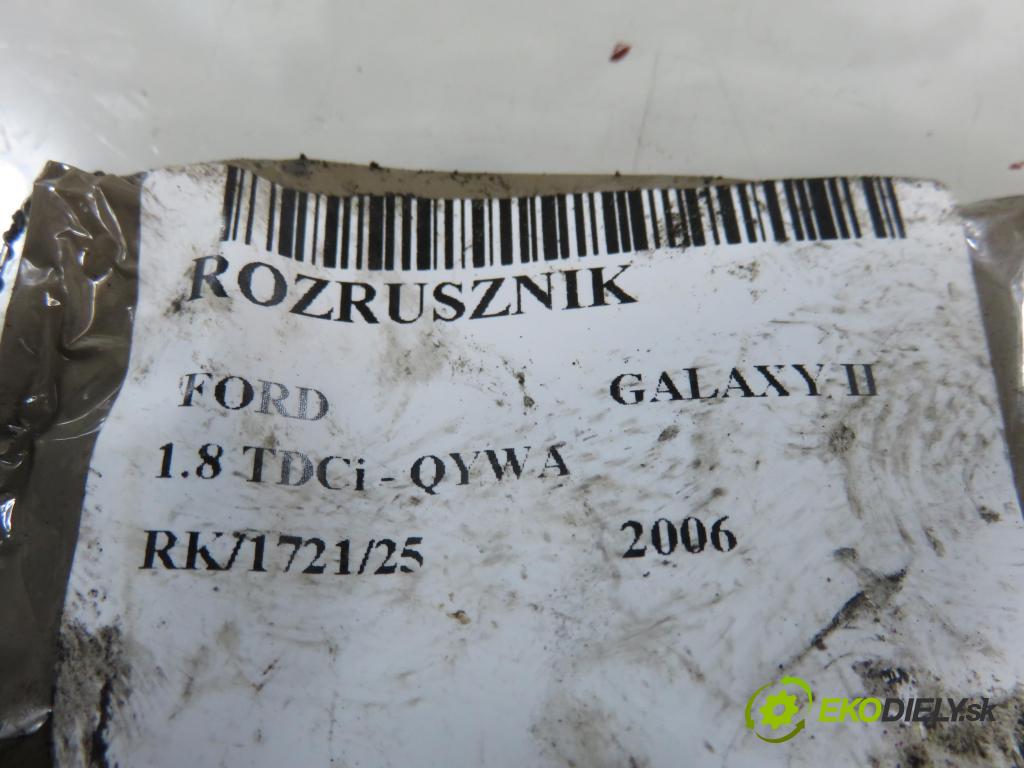 ROZRUSZNIK
FORD GALAXY II
1.8 TDCi - QYWA
RK/1721/25 2006
EKODIELY.sk